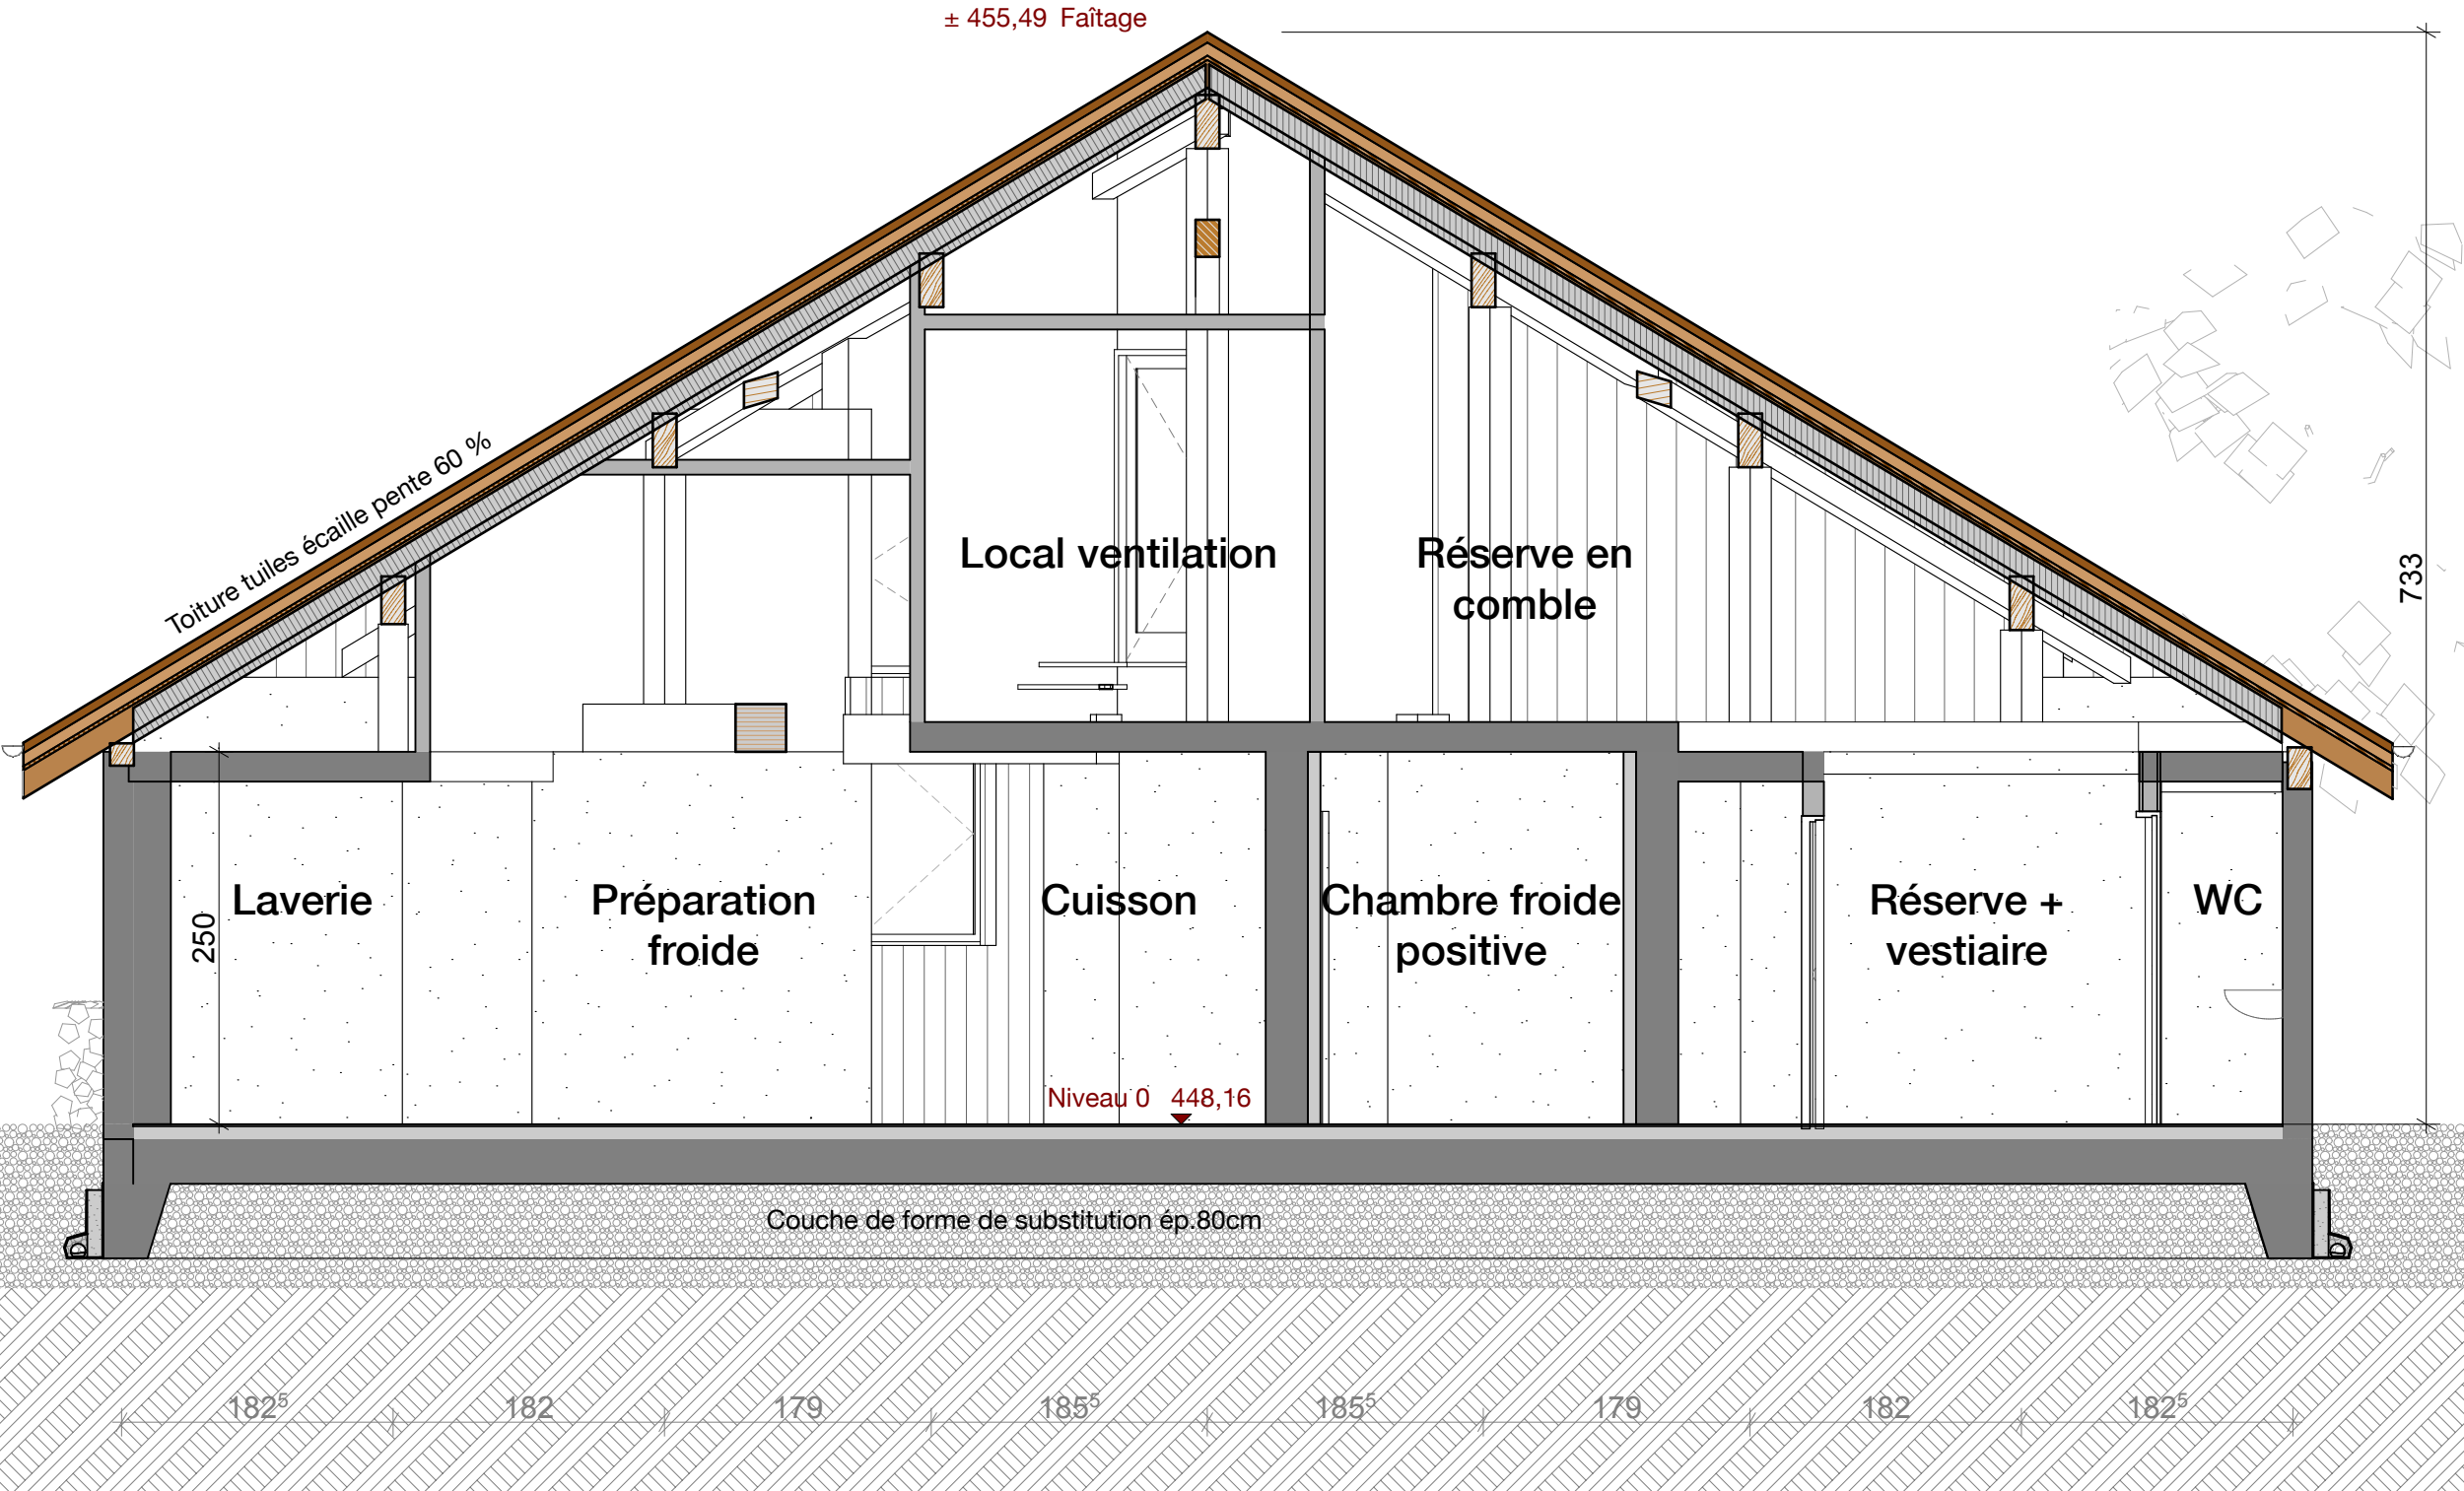 ± 455,49 Faîtage
Toiture tuiles écaille pente 60 %
733
Local ventilation
Réserve en
comble
250
Laverie
Préparation
froide
Cuisson
Chambre froide
positive
Réserve +
vestiaire
WC
Niveau 0 448,16
Couche de forme de substitution ép.80cm
182⁵ 182 179 185⁵ 185⁵ 179 182 182⁵